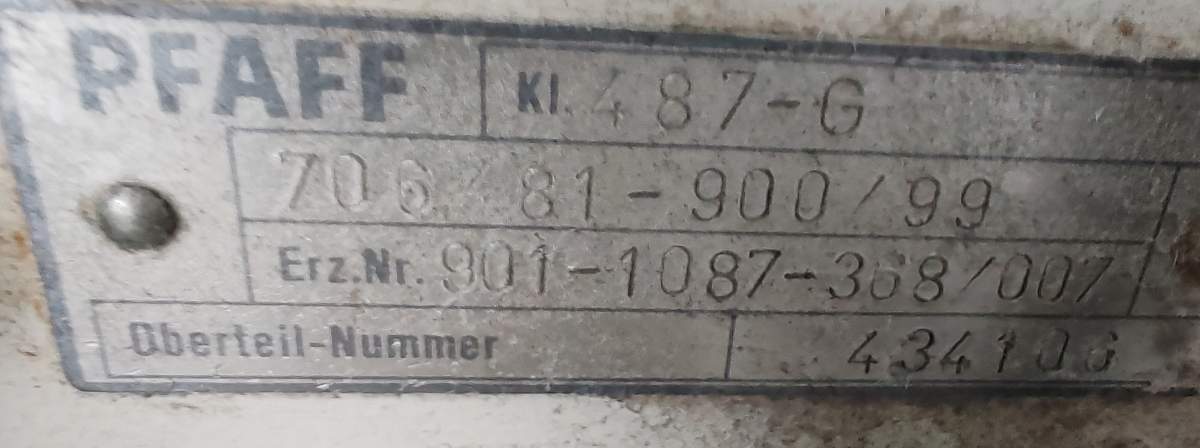 PFAFF Kl. 487-G
706/81-900/99
Erz.Nr. 901-1087-368/007
Oberteil-Nummer 434106